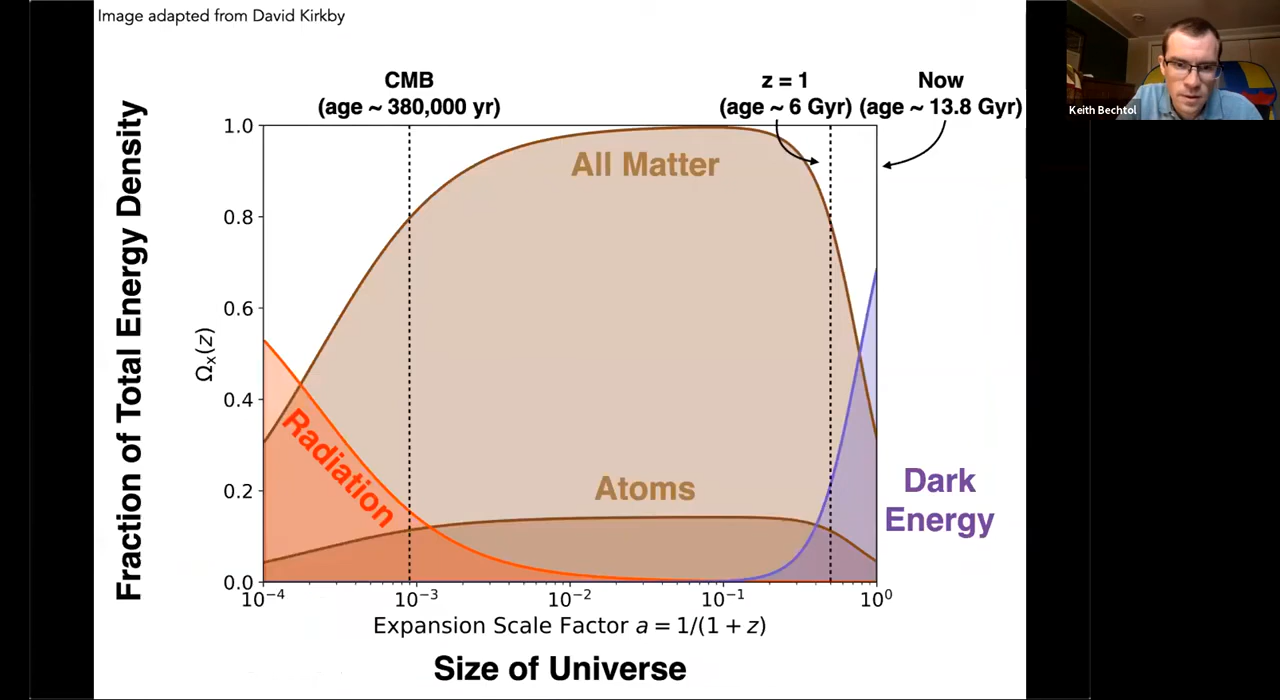 Image adapted from David Kirkby
Keith Bechtol
CMB
(age ~ 380,000 yr)
z = 1
(age ~ 6 Gyr)
Now
(age ~ 13.8 Gyr)
Fraction of Total Energy Density
Ωₓ(z)
1.0
0.8
0.6
0.4
0.2
0.0
All Matter
Radiation
Atoms
Dark
Energy
10⁻⁴
10⁻³
10⁻²
10⁻¹
10⁰
Expansion Scale Factor a = 1/(1 + z)
Size of Universe